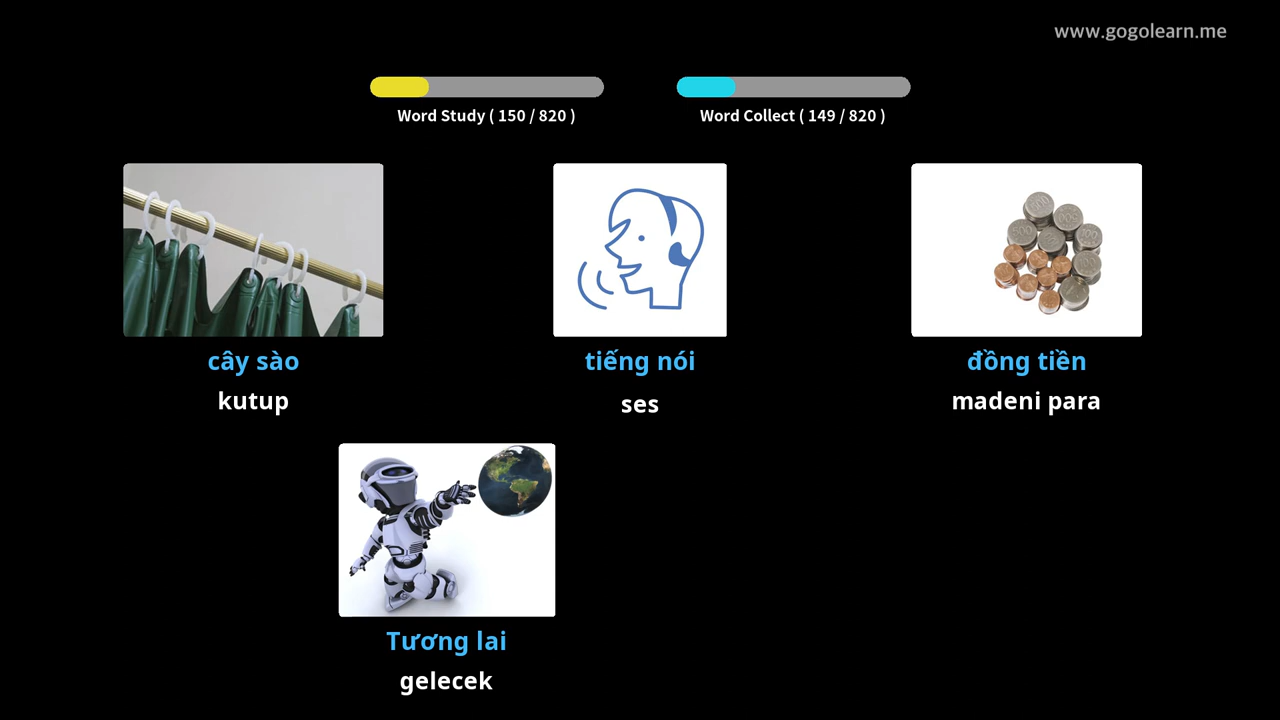 www.gogolearn.me
Word Study ( 150 / 820 )
Word Collect ( 149 / 820 )
cây sào
kutup
tiếng nói
ses
đồng tiền
madeni para
Tương lai
gelecek